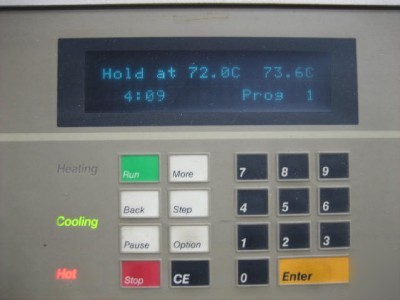 Hold at 72.0C 73.6C
4:09 Prog 1
Heating Run More 7 8 9
Back Step 4 5 6
Cooling
Pause Option 1 2 3
Hot Stop CE 0 Enter